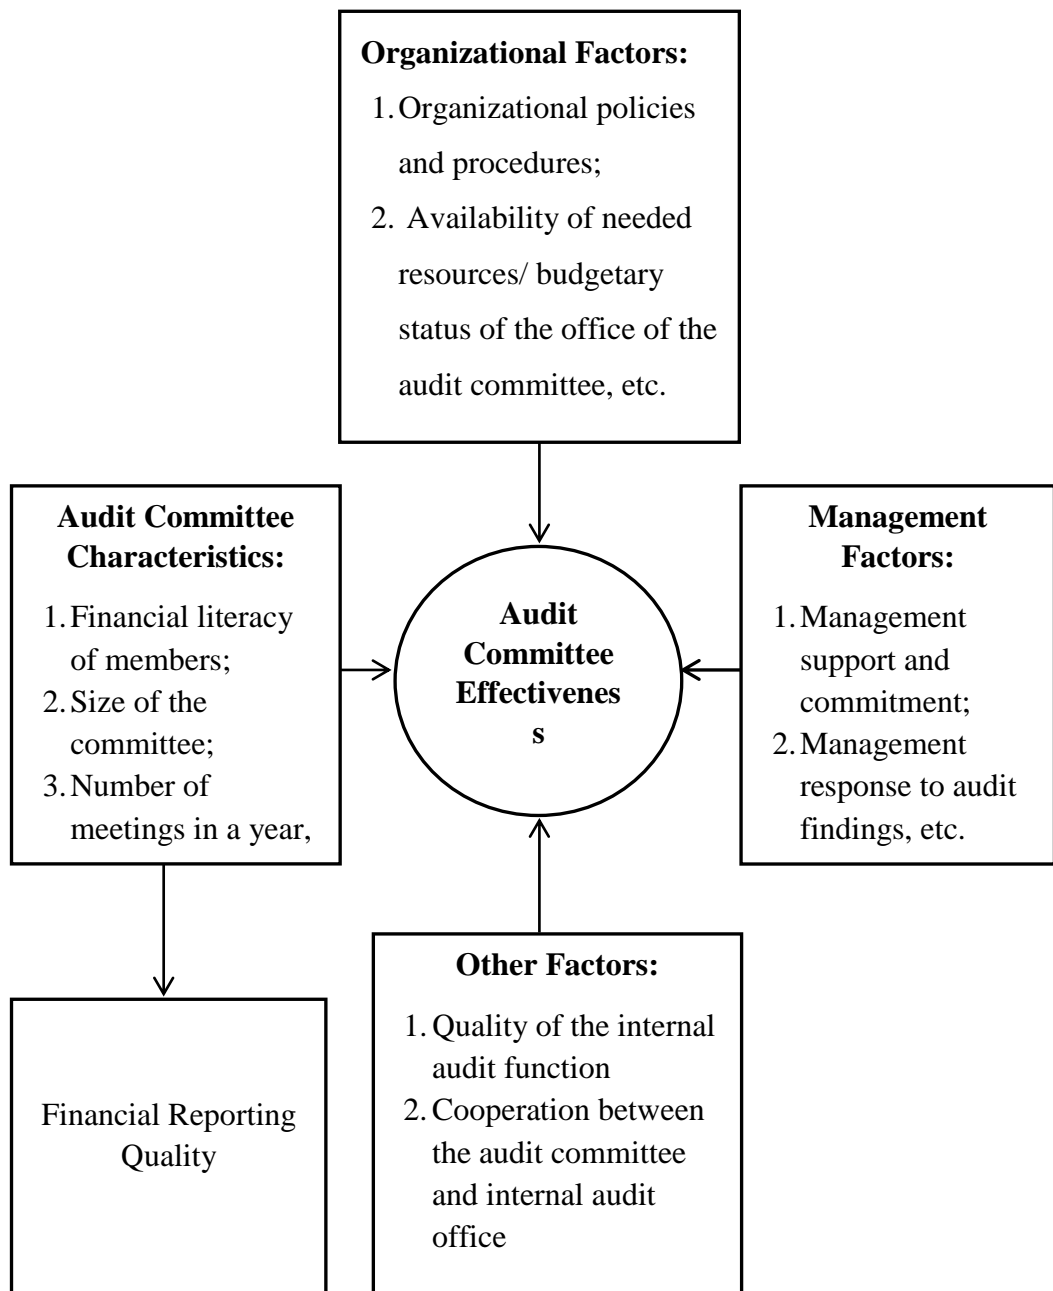 Organizational Factors:
1. Organizational policies
and procedures;
2. Availability of needed
resources/ budgetary
status of the office of the
audit committee, etc.
Audit Committee
Characteristics:
1. Financial literacy
of members;
2. Size of the
committee;
3. Number of
meetings in a year,
Audit
Committee
Effectivenes
s
Management
Factors:
1. Management
support and
commitment;
2. Management
response to audit
findings, etc.
Financial Reporting
Quality
Other Factors:
1. Quality of the internal
audit function
2. Cooperation between
the audit committee
and internal audit
office